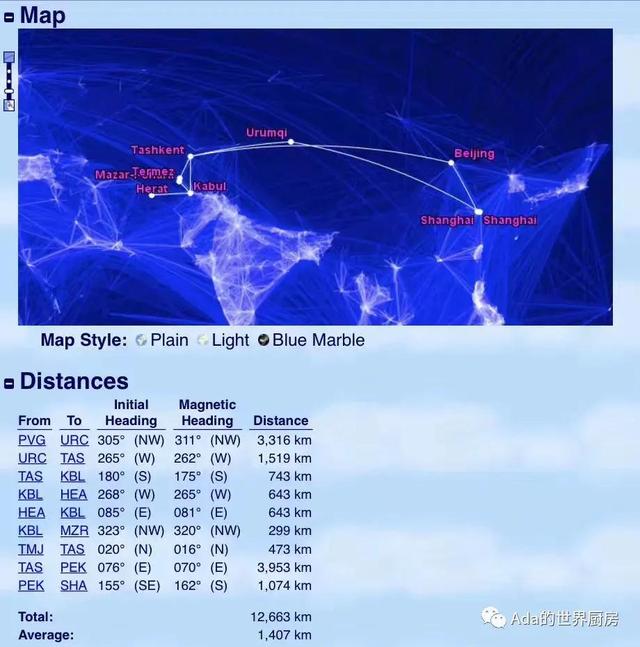 Map
Urumqi
Tashkent
Beijing
Termez
Herat
Kabul
Shanghai Shanghai
Map Style: Plain Light Blue Marble
Distances
Initial Magnetic
From To Heading Heading Distance
PVG URC 305° (NW) 311° (NW) 3,316 km
URC TAS 265° (W) 262° (W) 1,519 km
TAS KBL 180° (S) 175° (S) 743 km
KBL HEA 268° (W) 265° (W) 643 km
HEA KBL 085° (E) 081° (E) 643 km
KBL MZR 323° (NW) 320° (NW) 299 km
TMJ TAS 020° (N) 016° (N) 473 km
TAS PEK 076° (E) 070° (E) 3,953 km
PEK SHA 155° (SE) 162° (S) 1,074 km
Total: 12,663 km
Average: 1,407 km
Ada的世界厨房